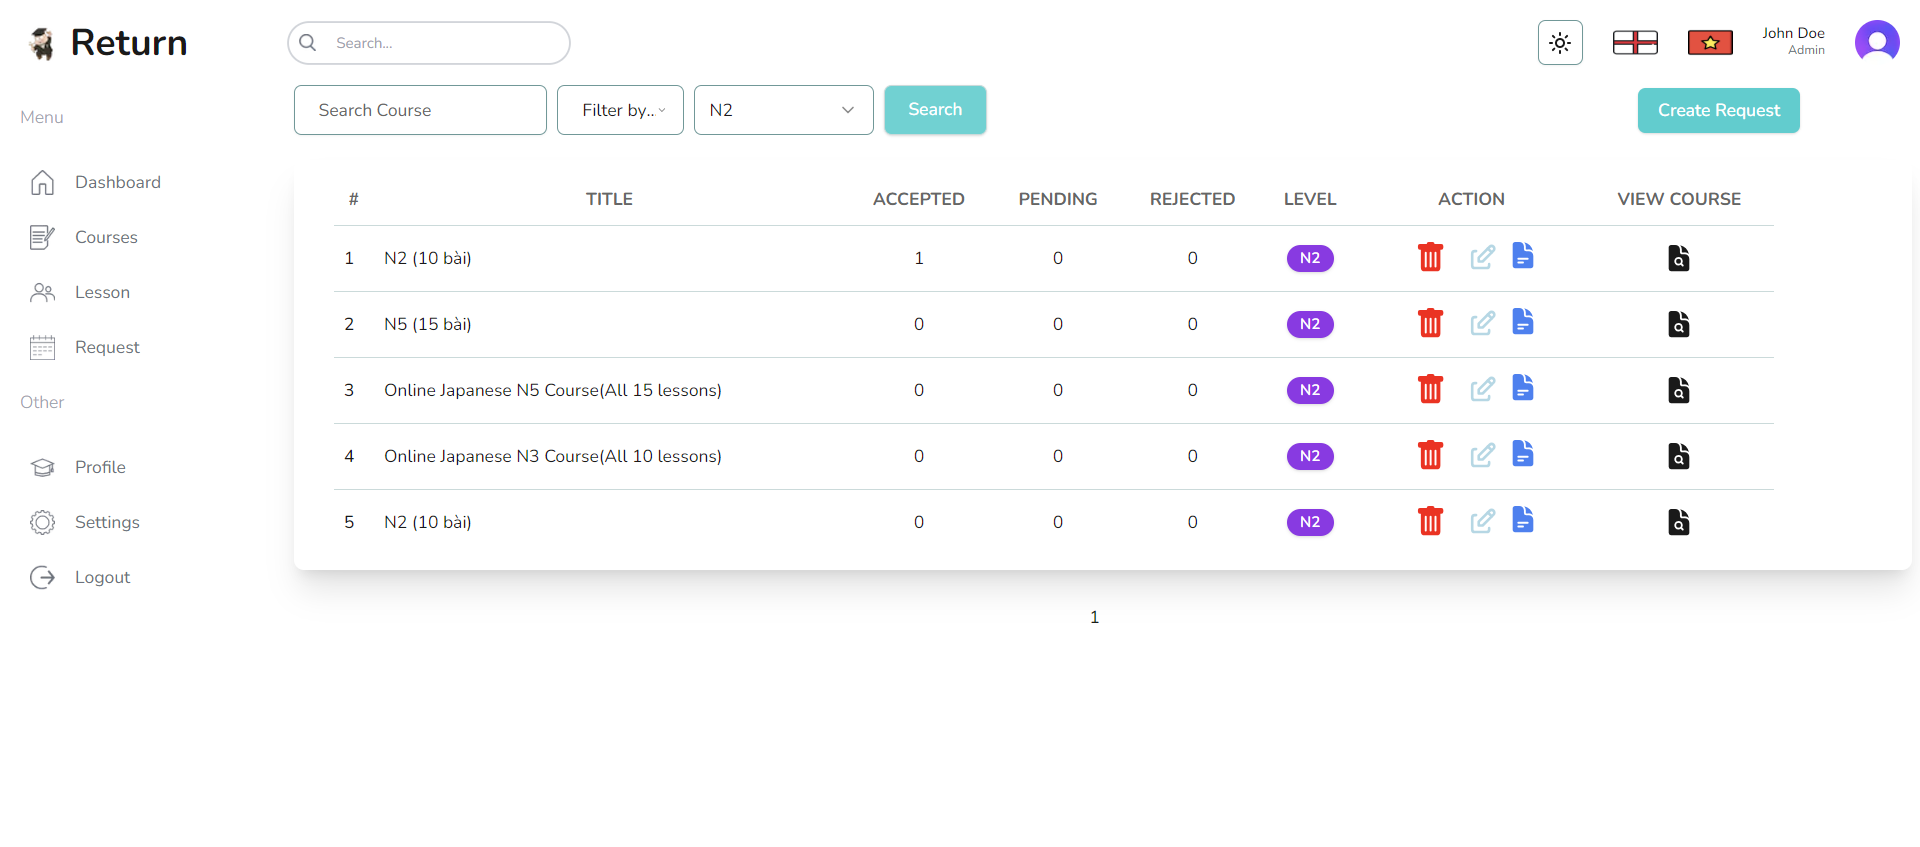 Return
Search...
John Doe
Admin
Menu
Dashboard
Courses
Lesson
Request
Other
Profile
Settings
Logout
Search Course
Filter by...
N2
Search
Create Request
# TITLE ACCEPTED PENDING REJECTED LEVEL ACTION VIEW COURSE
1 N2 (10 bài) 1 0 0 N2
2 N5 (15 bài) 0 0 0 N2
3 Online Japanese N5 Course(All 15 lessons) 0 0 0 N2
4 Online Japanese N3 Course(All 10 lessons) 0 0 0 N2
5 N2 (10 bài) 0 0 0 N2
1